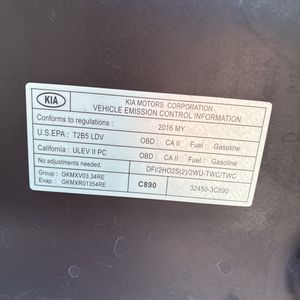 KIA
KIA MOTORS CORPORATION
VEHICLE EMISSION CONTROL INFORMATION
Conforms to regulations : 2016 MY
U.S.EPA : T2B5 LDV OBD : CA II Fuel : Gasoline
California : ULEV II PC OBD : CA II Fuel : Gasoline
No adjustments needed. DFI/2HO2S(2)/2WU-TWC/TWC
Group : GKMXV03.34RE
Evap. : GKMXR01354RE
C890
32450-3C890